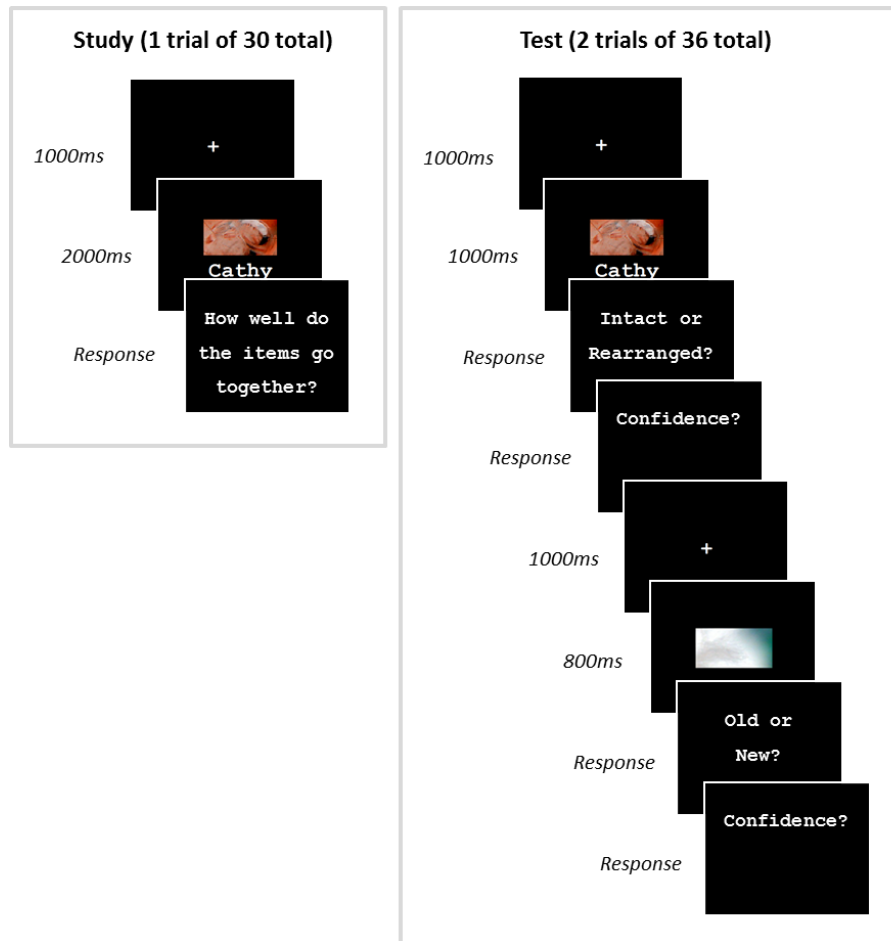 Study (1 trial of 30 total)
1000ms
+
2000ms
Cathy
Response
How well do
the items go
together?
Test (2 trials of 36 total)
1000ms
+
1000ms
Cathy
Response
Intact or
Rearranged?
Response
Confidence?
1000ms
+
800ms
Response
Old or
New?
Response
Confidence?